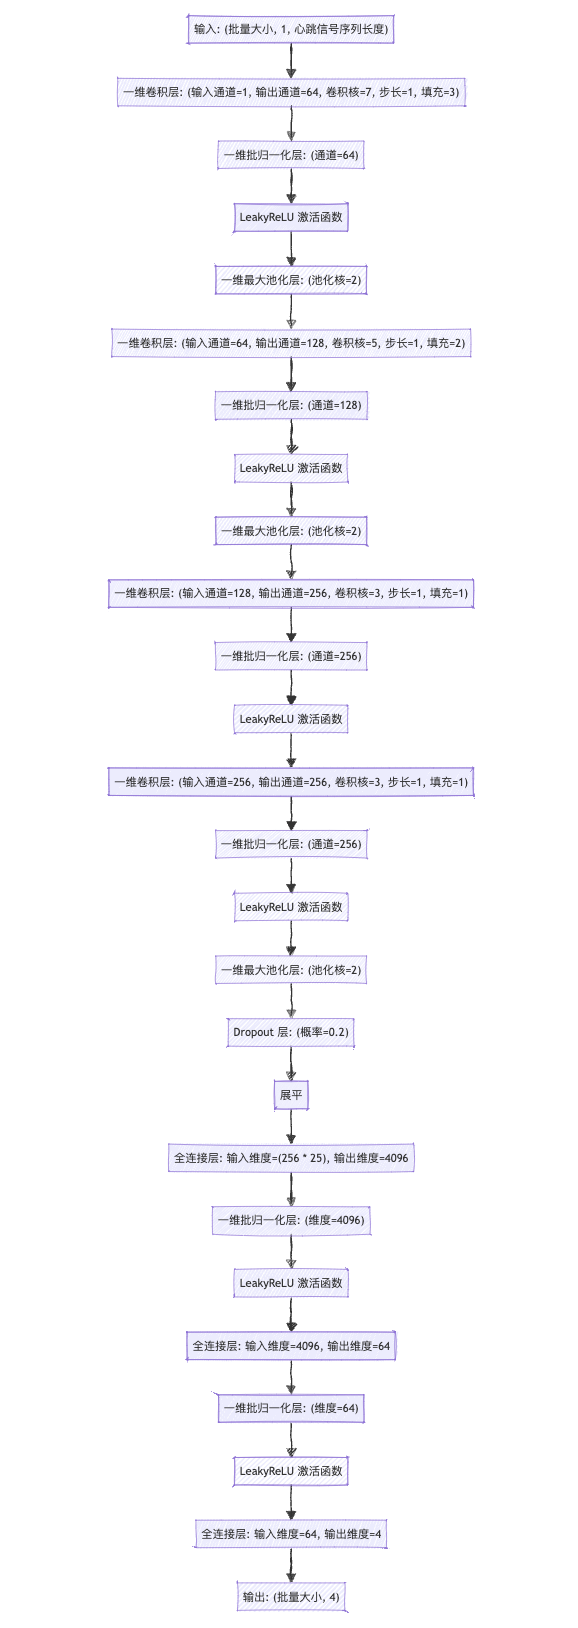 输入: (批量大小, 1, 心跳信号序列长度)
一维卷积层: (输入通道=1, 输出通道=64, 卷积核=7, 步长=1, 填充=3)
一维批归一化层: (通道=64)
LeakyReLU 激活函数
一维最大池化层: (池化核=2)
一维卷积层: (输入通道=64, 输出通道=128, 卷积核=5, 步长=1, 填充=2)
一维批归一化层: (通道=128)
LeakyReLU 激活函数
一维最大池化层: (池化核=2)
一维卷积层: (输入通道=128, 输出通道=256, 卷积核=3, 步长=1, 填充=1)
一维批归一化层: (通道=256)
LeakyReLU 激活函数
一维卷积层: (输入通道=256, 输出通道=256, 卷积核=3, 步长=1, 填充=1)
一维批归一化层: (通道=256)
LeakyReLU 激活函数
一维最大池化层: (池化核=2)
Dropout 层: (概率=0.2)
展平
全连接层: 输入维度=(256 * 25), 输出维度=4096
一维批归一化层: (维度=4096)
LeakyReLU 激活函数
全连接层: 输入维度=4096, 输出维度=64
一维批归一化层: (维度=64)
LeakyReLU 激活函数
全连接层: 输入维度=64, 输出维度=4
输出: (批量大小, 4)